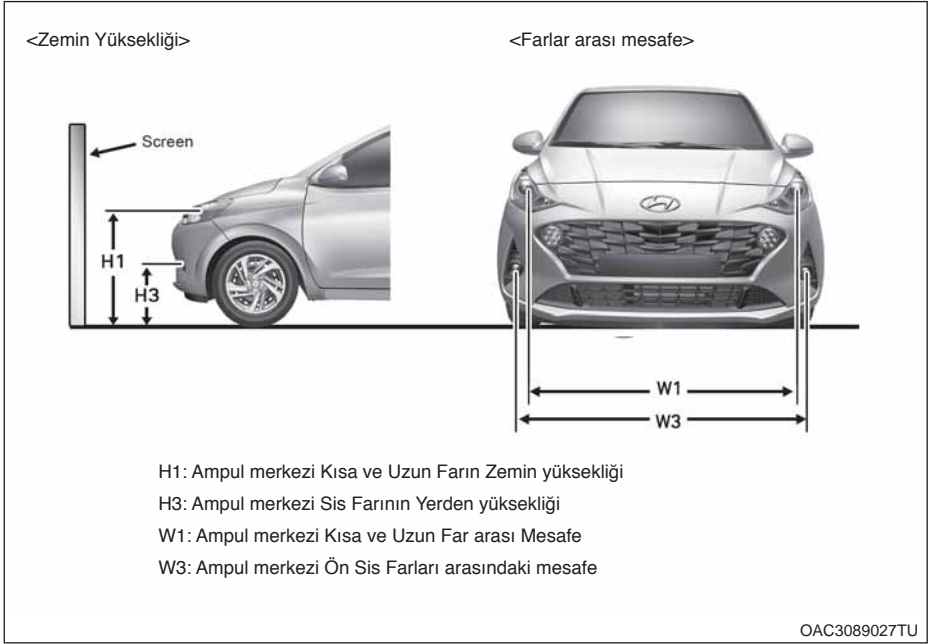 <Zemin Yüksekliği>
<Farlar arası mesafe>
Screen
H1
H3
W1
W3
H1: Ampul merkezi Kısa ve Uzun Farın Zemin yüksekliği
H3: Ampul merkezi Sis Farının Yerden yüksekliği
W1: Ampul merkezi Kısa ve Uzun Far arası Mesafe
W3: Ampul merkezi Ön Sis Farları arasındaki mesafe
OAC3089027TU